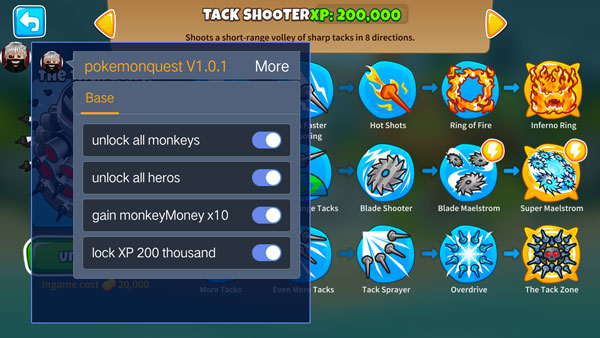 TACK SHOOTERXP: 200,000
Shoots a short-range volley of sharp tacks in 8 directions.
pokemonquest V1.0.1
More
Base
unlock all monkeys
unlock all heros
gain monkeyMoney x10
lock XP 200 thousand
Hot Shots
Ring of Fire
Inferno Ring
Tacks
Blade Shooter
Blade Maelstrom
Super Maelstrom
Ingame cost 20,000
More Tacks
Even More Tacks
Tack Sprayer
Overdrive
The Tack Zone